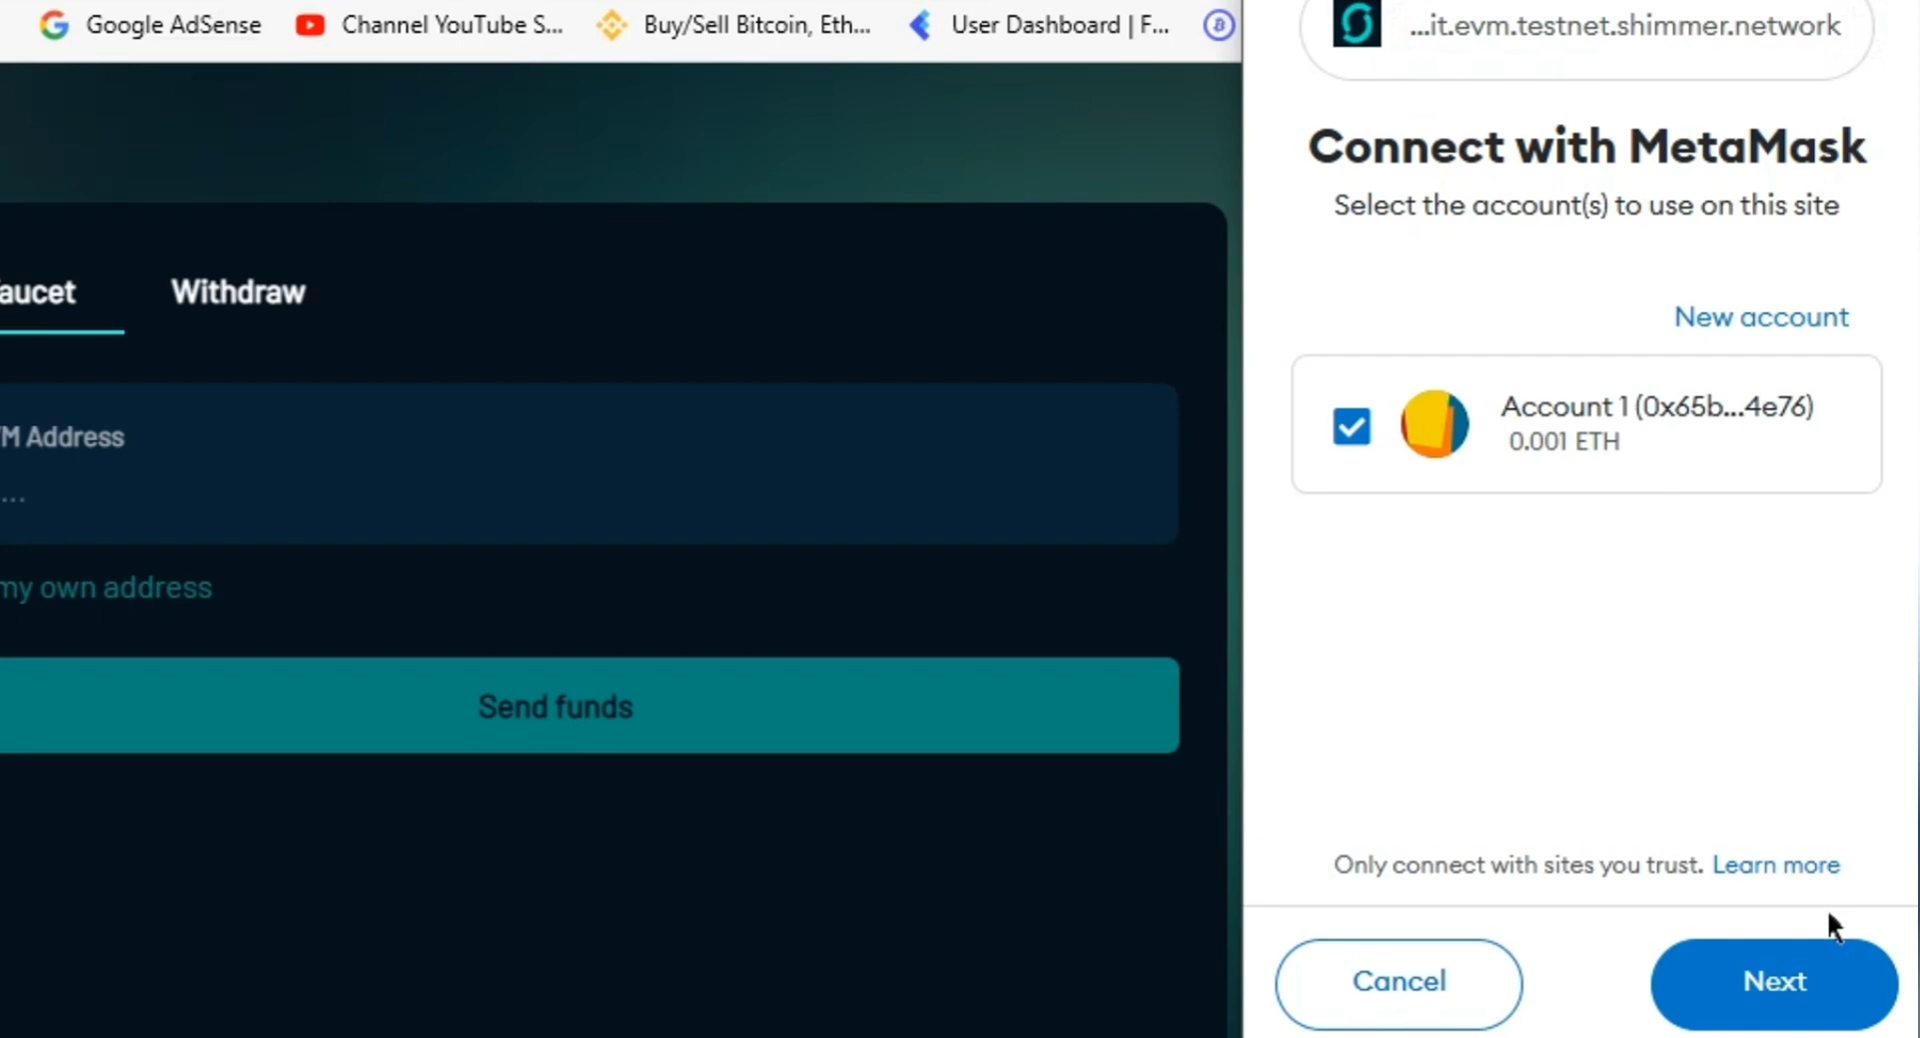 Google AdSense
Channel YouTube S...
Buy/Sell Bitcoin, Eth...
User Dashboard | F...
...it.evm.testnet.shimmer.network
Connect with MetaMask
Select the account(s) to use on this site
New account
Account 1 (0x65b...4e76)
0.001 ETH
Only connect with sites you trust. Learn more
Cancel
Next
aucet
Withdraw
M Address
...
my own address
Send funds